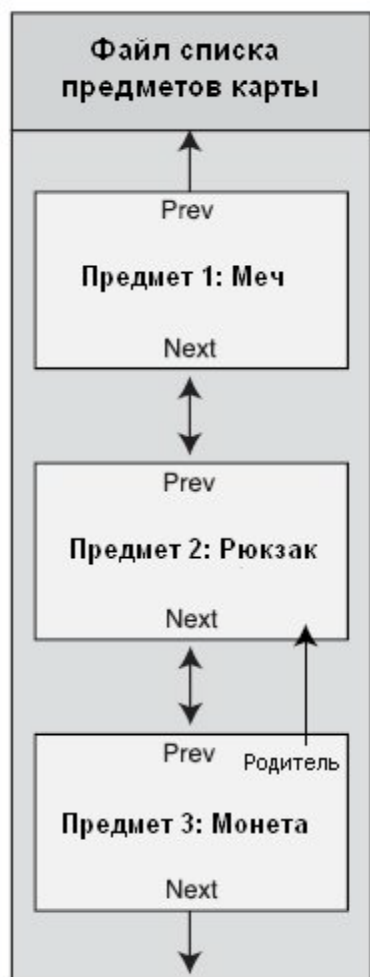 Файл списка
предметов карты
Prev
Предмет 1: Меч
Next
Prev
Предмет 2: Рюкзак
Next
Prev
Родитель
Предмет 3: Монета
Next